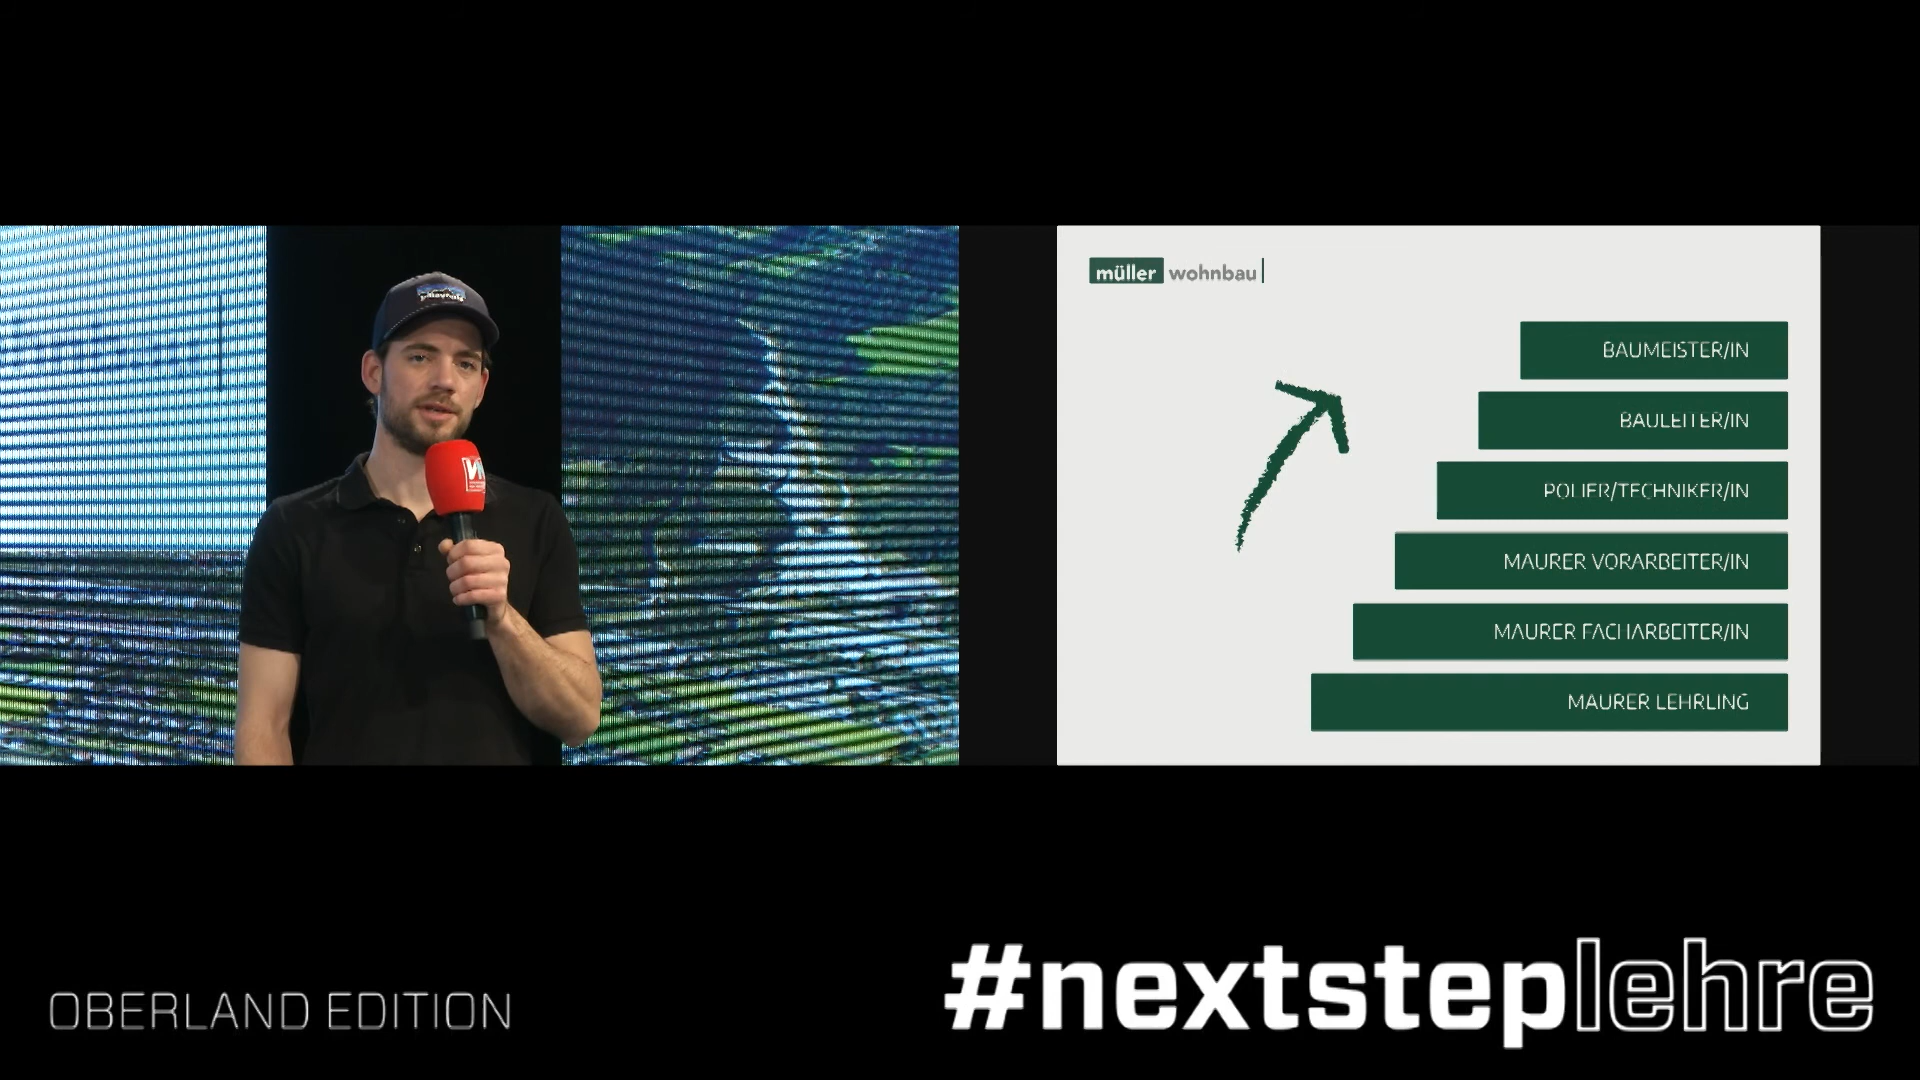 müller wohnbau
BAUMEISTER/IN
BAULEITER/IN
POLIER/TECHNIKER/IN
MAURER VORARBEITER/IN
MAURER FACHARBEITER/IN
MAURER LEHRLING
OBERLAND EDITION
#nextsteplehre